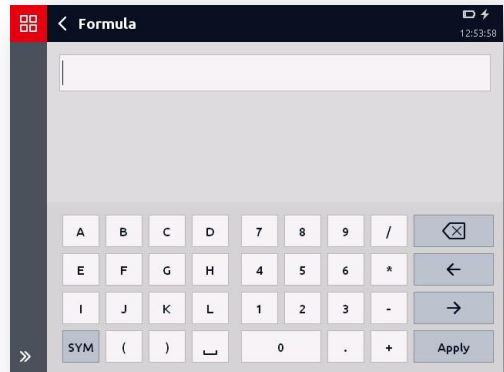 Formula
12:53:58
A B C D 7 8 9 /
E F G H 4 5 6 *
I J K L 1 2 3 -
SYM ( ) 0 . + Apply